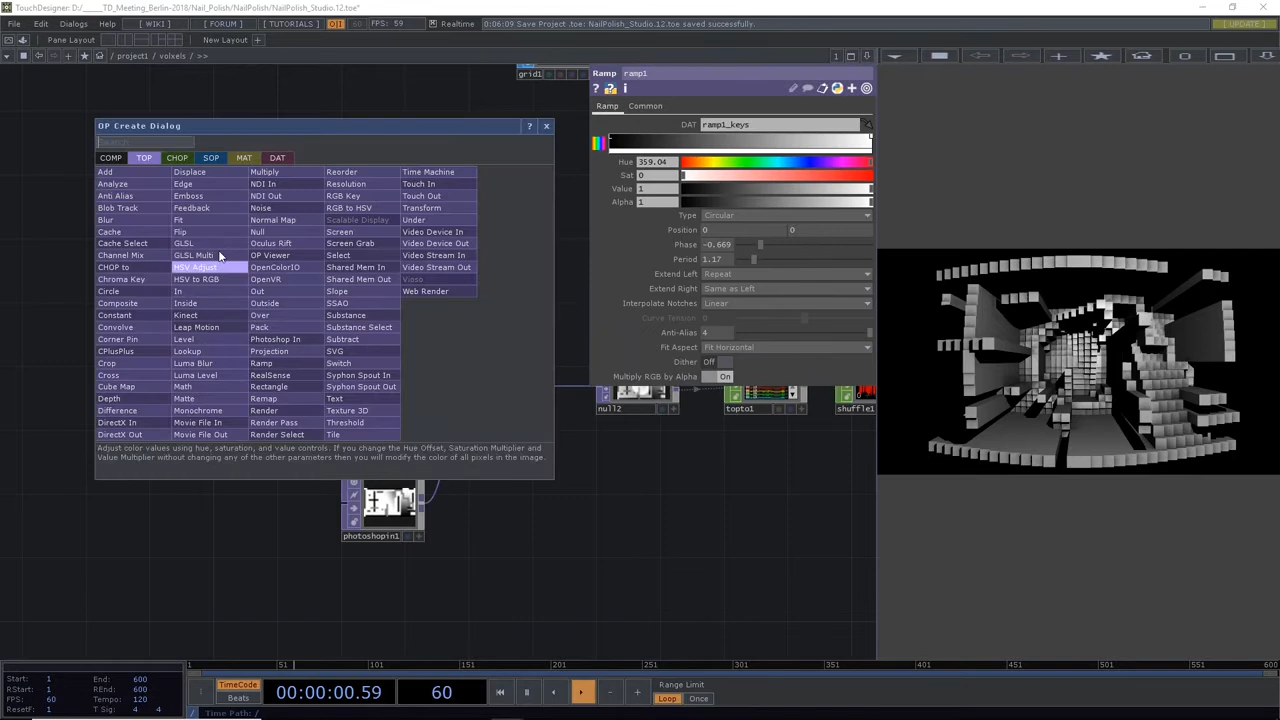 TouchDesigner: D:/___TD_Meeting_Berlin-2018/Nail_Polish/NailPolish/NailPolish_Studio.12.toe*
File Edit Dialogs Help [ WIKI ] [ FORUM ] [ TUTORIALS ] O|I FPS: 59 Realtime 0:06:09 Save Project .toe: NailPolish_Studio.12.toe saved successfully. [ UPDATE ]
Pane Layout New Layout +
/ project1 / voixels / >> 1
grid1
Ramp ramp1
Ramp Common
DAT ramp1_keys
Hue 359.04
Sat 0
Value 1
Alpha 1
Type Circular
Position 0 0
Phase -0.669
Period 1.17
Extend Left Repeat
Extend Right Same as Left
Interpolate Notches Linear
Curve Tension 0
Anti-Alias 4
Fit Aspect Fit Horizontal
Dither Off
Multiply RGB by Alpha On
OP Create Dialog ? x
Search
COMP TOP CHOP SOP MAT DAT
Add Displace Multiply Reorder Time Machine
Analyze Edge NDI In Resolution Touch In
Anti Alias Emboss NDI Out RGB Key Touch Out
Blob Track Feedback Noise RGB to HSV Transform
Blur Fit Normal Map Scalable Display Under
Cache Flip Null Screen Video Device In
Cache Select GLSL Oculus Rift Screen Grab Video Device Out
Channel Mix GLSL Multi OP Viewer Select Video Stream In
CHOP to HSV Adjust OpenColorIO Shared Mem In Video Stream Out
Chroma Key HSV to RGB OpenVR Shared Mem Out Vioso
Circle In Out Slope Web Render
Composite Inside Outside SSAO
Constant Kinect Over Substance
Convolve Leap Motion Pack Substance Select
Corner Pin Level Photoshop In Subtract
CPlusPlus Lookup Projection SVG
Crop Luma Blur Ramp Switch
Cross Luma Level Rectangle Syphon Spout In
Cube Map Math Remap Syphon Spout Out
Depth Matte Render Text
Difference Monochrome Render Pass Texture 3D
DirectX In Movie File In Render Select Threshold
DirectX Out Movie File Out Tile
Adjust color values using hue, saturation, and value controls. If you change the Hue Offset, Saturation Multiplier and
Value Multiplier without changing any of the other parameters then you will modify the color of all pixels in the image.
null2 topto1 shuffle1
photoshopin1
1 51 101 151 201 251 301 351 401 451 501 551 600
Start: 1 End: 600
RStart: 1 REnd: 600
FPS: 60 Tempo: 120
ResetF: 1 T Sig: 4 4
TimeCode
Beats
00:00:00.59 60
Range Limit
Loop Once
/ Time Path: /